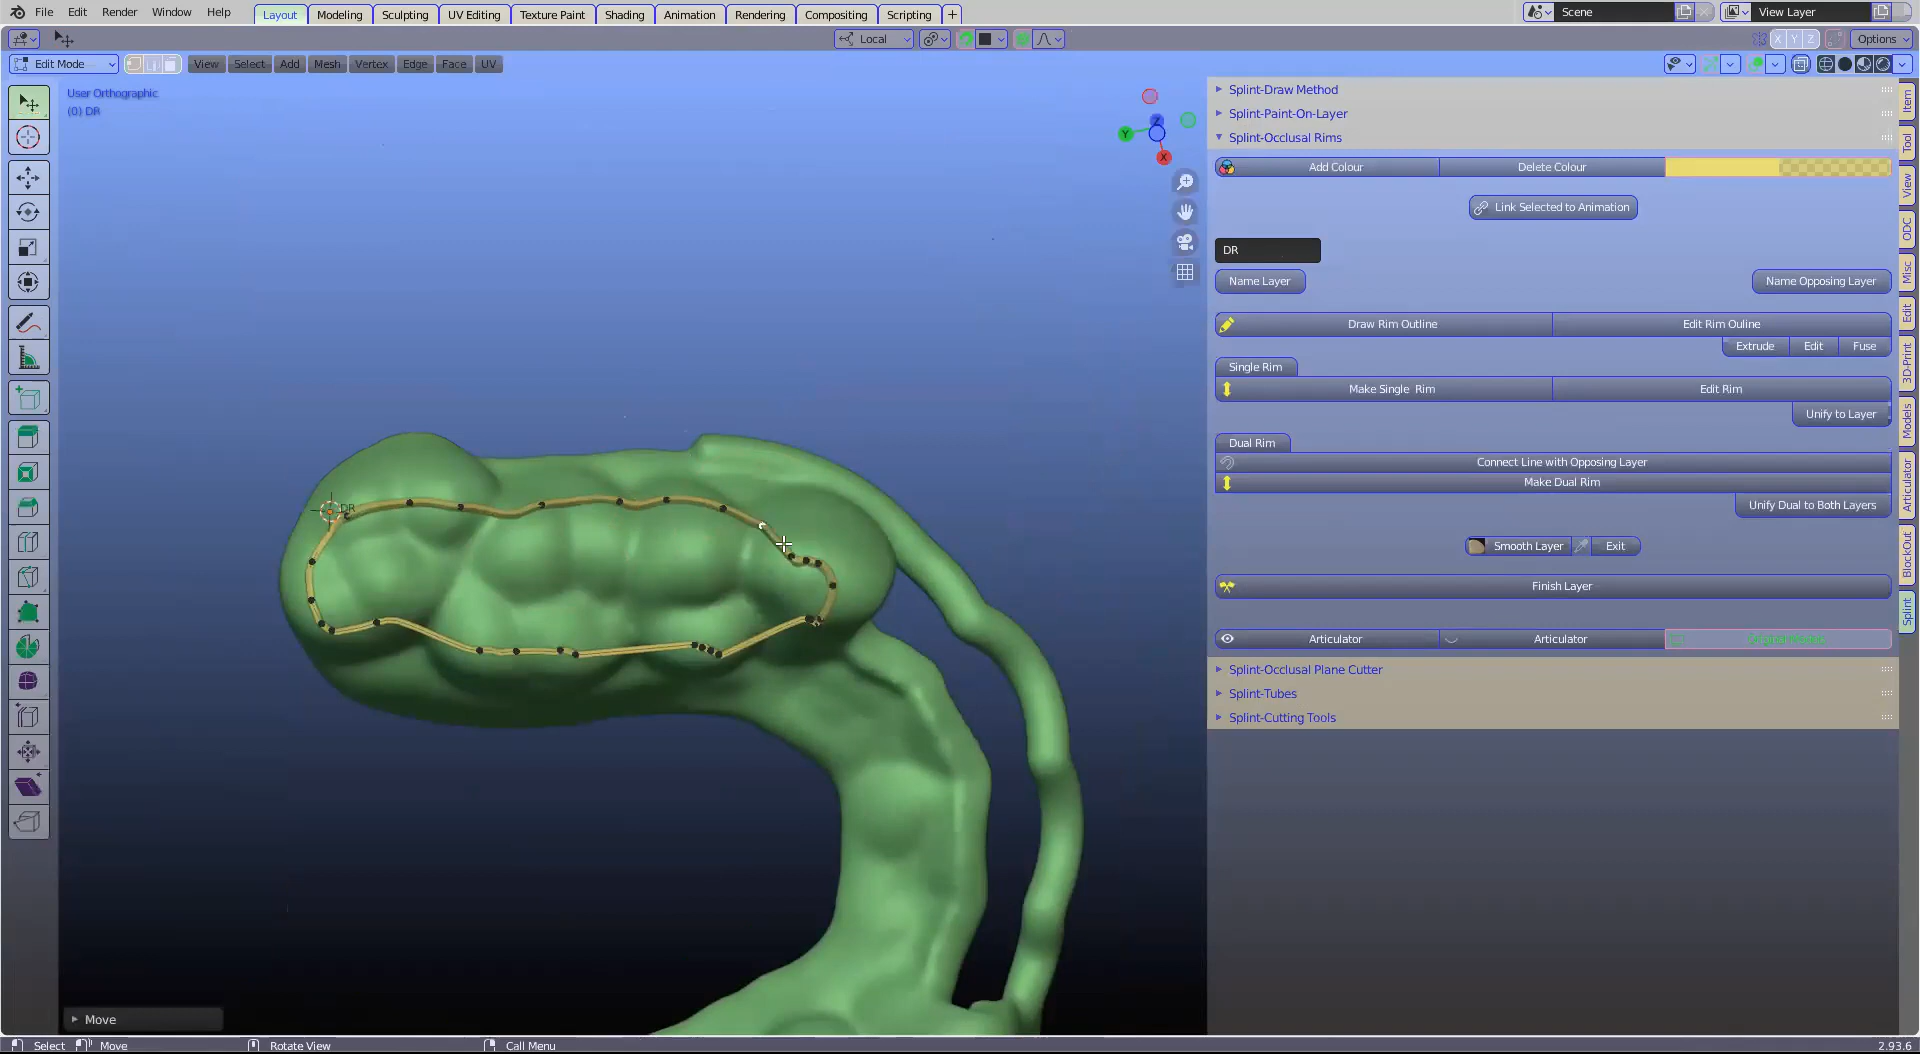 File Edit Render Window Help Layout Modeling Sculpting UV Editing Texture Paint Shading Animation Rendering Compositing Scripting + Scene View Layer
Local X Y Z Options
Edit Mode View Select Add Mesh Vertex Edge Face UV
User Orthographic
(0) DR
Z
Y
X
DR
Splint-Draw Method
Splint-Paint-On-Layer
Splint-Occlusal Rims
Add Colour Delete Colour
Link Selected to Animation
DR
Name Layer Name Opposing Layer
Draw Rim Outline Edit Rim Ouline
Extrude Edit Fuse
Single Rim
Make Single Rim Edit Rim
Unify to Layer
Dual Rim
Connect Line with Opposing Layer
Make Dual Rim
Unify Dual to Both Layers
Smooth Layer Exit
Finish Layer
Articulator Articulator
Splint-Occlusal Plane Cutter
Splint-Tubes
Splint-Cutting Tools
Item
Tool
View
ODC
Misc
Edit
3D-Print
Models
Articulator
BlockOut
Splint
Move
Select Move Rotate View Call Menu 2.93.6